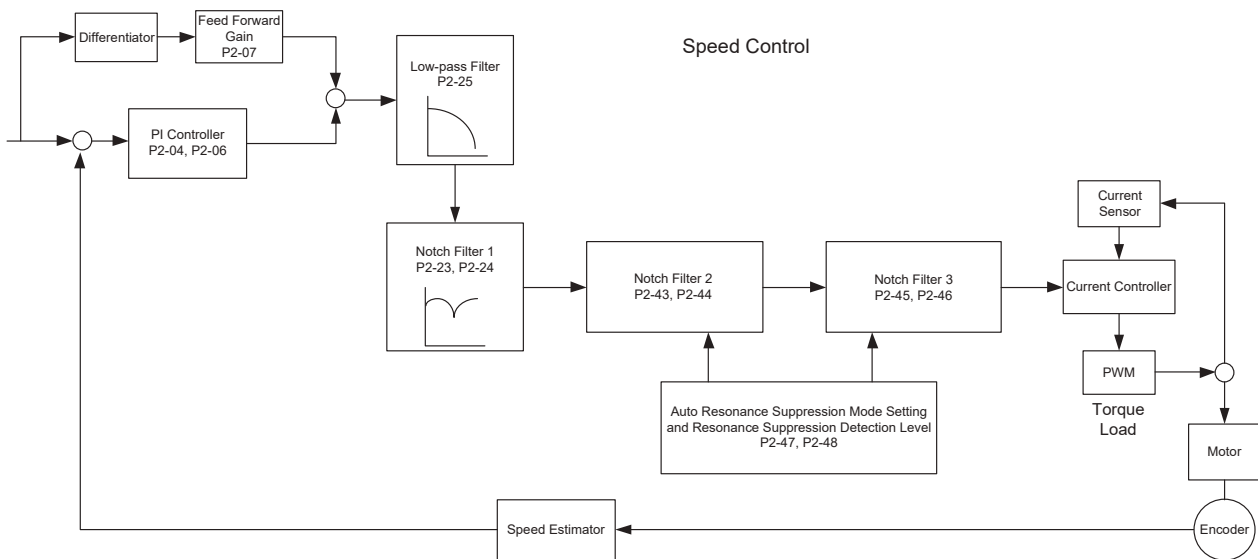 Speed Control
Differentiator
Feed Forward
Gain
P2-07
Low-pass Filter
P2-25
PI Controller
P2-04, P2-06
Notch Filter 1
P2-23, P2-24
Notch Filter 2
P2-43, P2-44
Notch Filter 3
P2-45, P2-46
Current
Sensor
Current Controller
PWM
Torque
Load
Auto Resonance Suppression Mode Setting
and Resonance Suppression Detection Level
P2-47, P2-48
Motor
Speed Estimator
Encoder